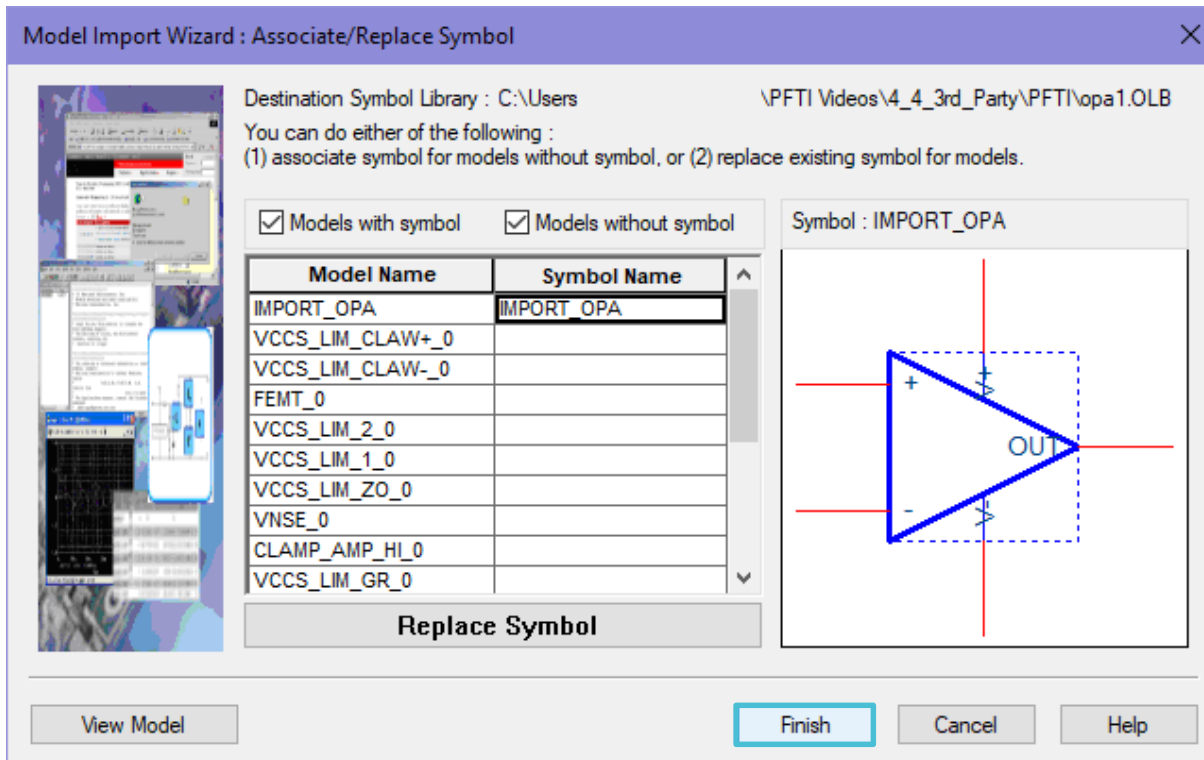 Model Import Wizard : Associate/Replace Symbol
Destination Symbol Library : C:\Users \PFTI Videos\4_4_3rd_Party\PFTI\opa1.OLB
You can do either of the following :
(1) associate symbol for models without symbol, or (2) replace existing symbol for models.
Models with symbol Models without symbol
Symbol : IMPORT_OPA
Model Name Symbol Name
IMPORT_OPA IMPORT_OPA
VCCS_LIM_CLAW+_0
VCCS_LIM_CLAW-_0
FEMT_0
VCCS_LIM_2_0
VCCS_LIM_1_0
VCCS_LIM_ZO_0
VNSE_0
CLAMP_AMP_HI_0
VCCS_LIM_GR_0
+
V+
OUT
-
V-
Replace Symbol
View Model Finish Cancel Help